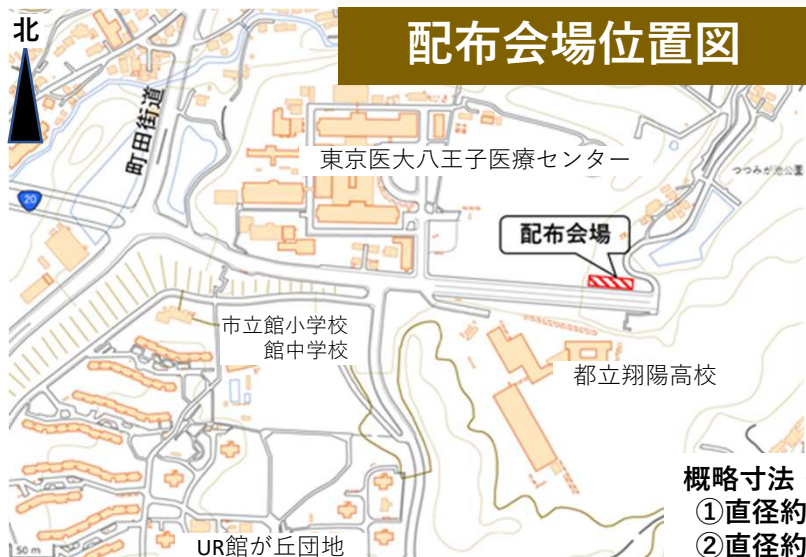 配布会場位置図
北
町田街道
東京医大八王子医療センター
つつみが池公園
20
配布会場
市立館小学校
館中学校
都立翔陽高校
概略寸法
①直径約
②直径約
UR館が丘団地
50 m